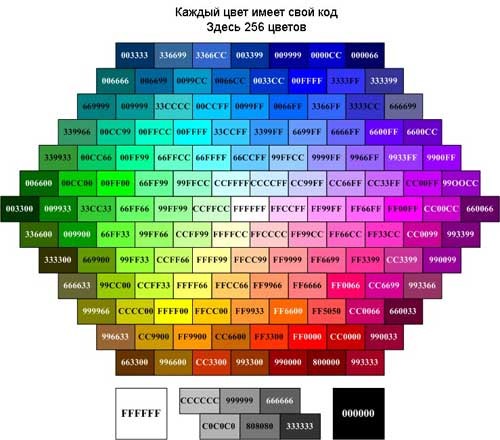 Каждый цвет имеет свой код
Здесь 256 цветов
003333 336699 3366CC 003399 009999 0000CC 000066
006666 006699 0099CC 0066CC 0033CC 00FFFF 3333FF 333399
669999 009999 33CCCC 00CCFF 0099FF 0066FF 3366FF 3333CC 666699
339966 00CC99 00FFCC 00FFFF 33CCFF 3399FF 6699FF 6666FF 6600FF 6600CC
339933 00CC66 00FF99 66FFCC 66FFFF 66CCFF 99FFCC 9999FF 9966FF 9933FF 9900FF
006600 00CC00 00FF00 66FF99 99FFCC CCFFFF CCCCFF CC99FF CC66FF CC33FF CC00FF 99OOCC
003300 009933 33CC33 66FF66 99FF99 CCFFCC FFFFFF FFCCFF FF99FF FF66FF FF00FF CC00CC 660066
336600 009900 66FF33 99FF66 CCFF99 FFFFCC FFCCCC FF99CC FF66CC FF33CC CC0099 993399
333300 669900 99FF33 CCFF66 FFFF99 FFCC99 FF9999 FF6699 FF3399 CC3399 990099
666633 99CC00 CCFF33 FFFF66 FFCC66 FF9966 FF6666 FF0066 CC6699 993366
999966 CCCC00 FFFF00 FFCC00 FF9933 FF6600 FF5050 CC0066 660033
996633 CC9900 FF9900 CC6600 FF3300 FF0000 CC0000 990033
663300 996600 CC3300 993300 990000 800000 993333
FFFFFF
CCCCCC 999999 666666
C0C0C0 808080 333333
000000